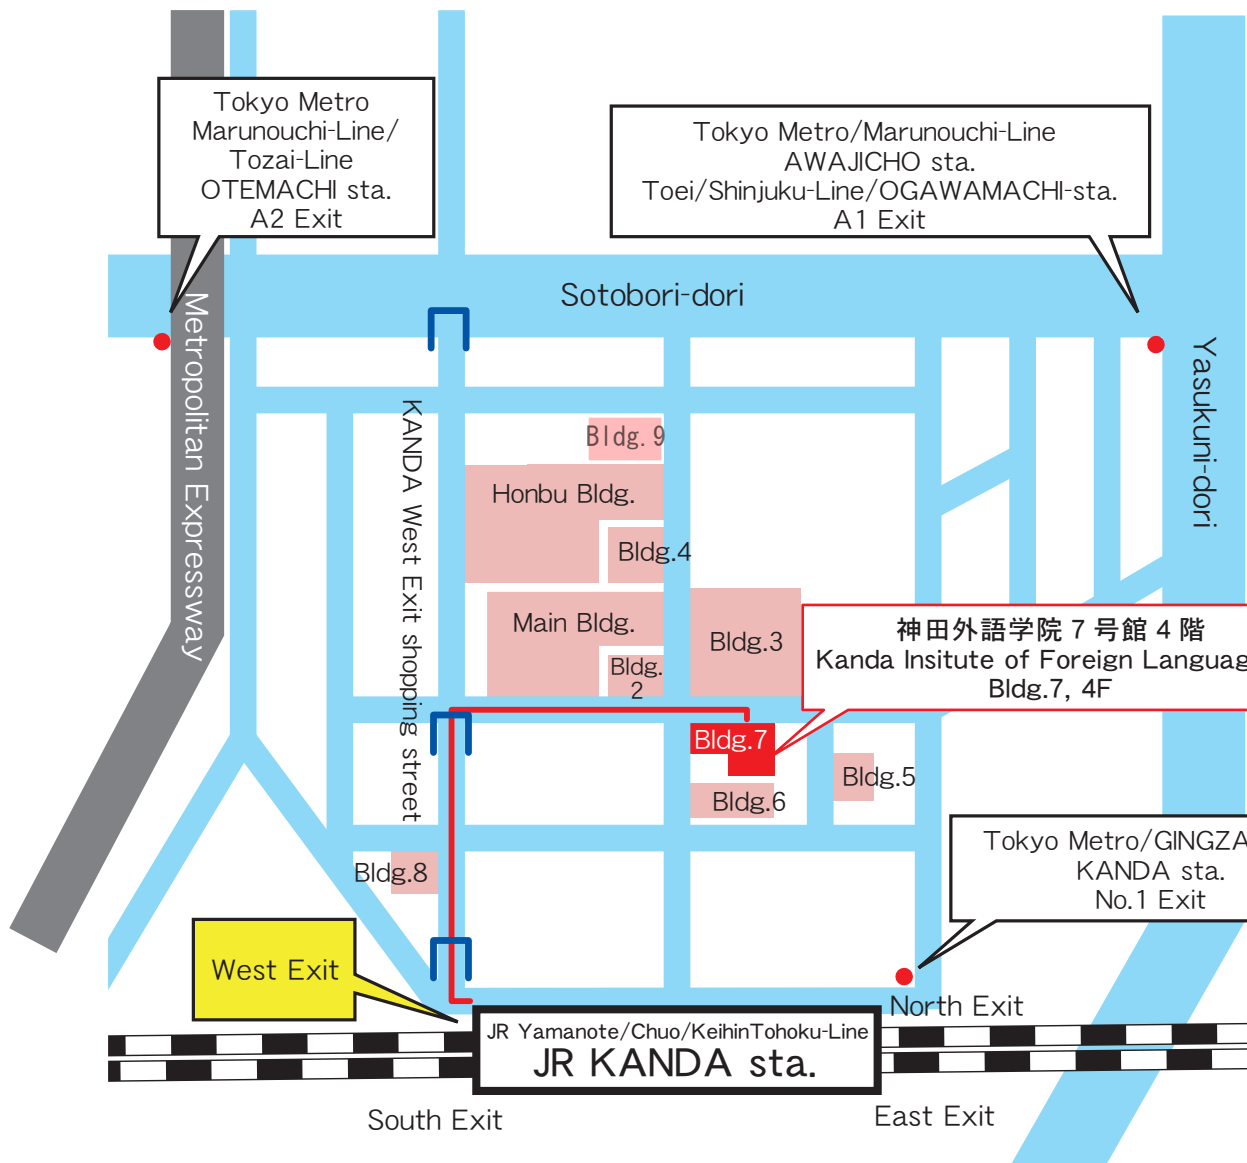 Tokyo Metro
Marunouchi-Line/
Tozai-Line
OTEMACHI sta.
A2 Exit
Tokyo Metro/Marunouchi-Line
AWAJICHO sta.
Toei/Shinjuku-Line/OGAWAMACHI-sta.
A1 Exit
Sotobori-dori
Metropolitan Expressway
Yasukuni-dori
KANDA West Exit shopping street
Bldg. 9
Honbu Bldg.
Bldg.4
Main Bldg.
Bldg.3
Bldg.
2
神田外語学院 7 号館 4 階
Kanda Insitute of Foreign Languag
Bldg.7, 4F
Bldg.7
Bldg.5
Bldg.6
Bldg.8
Tokyo Metro/GINGZA
KANDA sta.
No.1 Exit
West Exit
North Exit
JR Yamanote/Chuo/KeihinTohoku-Line
JR KANDA sta.
South Exit
East Exit